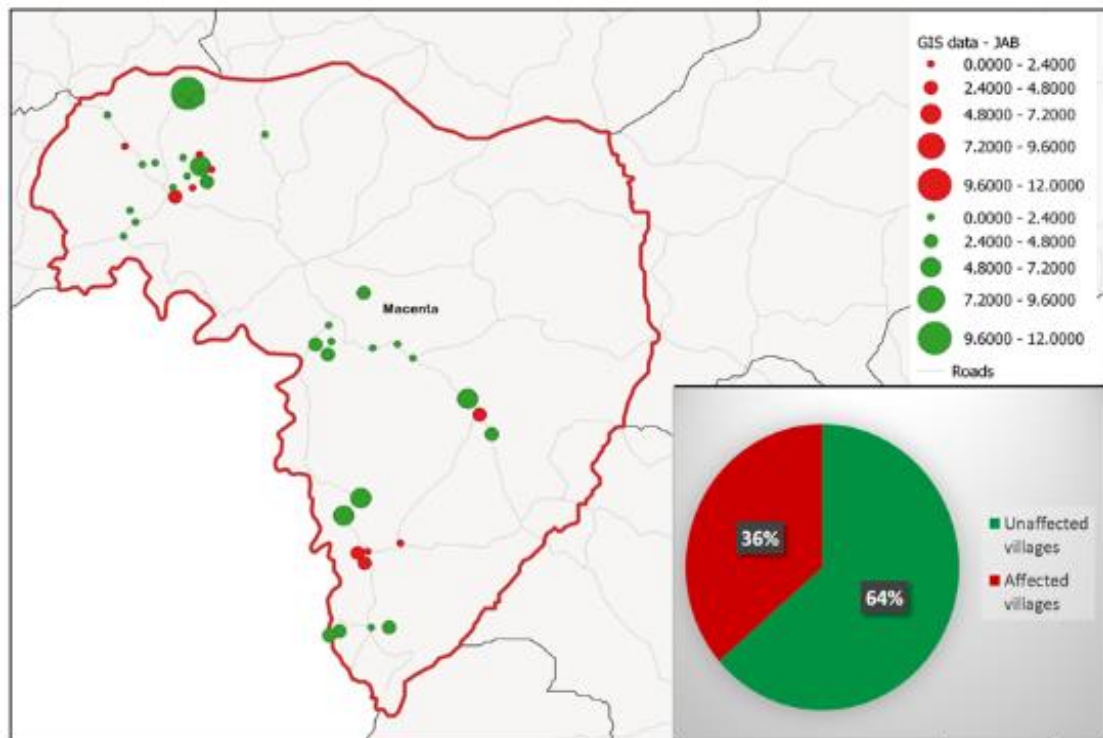 GIS data - JAB
0.0000 - 2.4000
2.4000 - 4.8000
4.8000 - 7.2000
7.2000 - 9.6000
9.6000 - 12.0000
0.0000 - 2.4000
2.4000 - 4.8000
4.8000 - 7.2000
7.2000 - 9.6000
9.6000 - 12.0000
Roads
Macenta
36%
64%
Unaffected
villages
Affected
villages